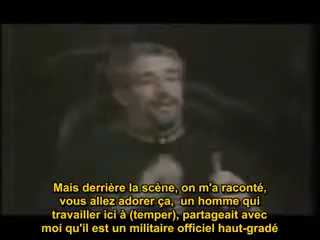 Mais derrière la scène, on m'a raconté,
vous allez adorer ça,  un homme qui
travailler ici à (temper), partageait avec
moi qu'il est un militaire officiel haut-gradé